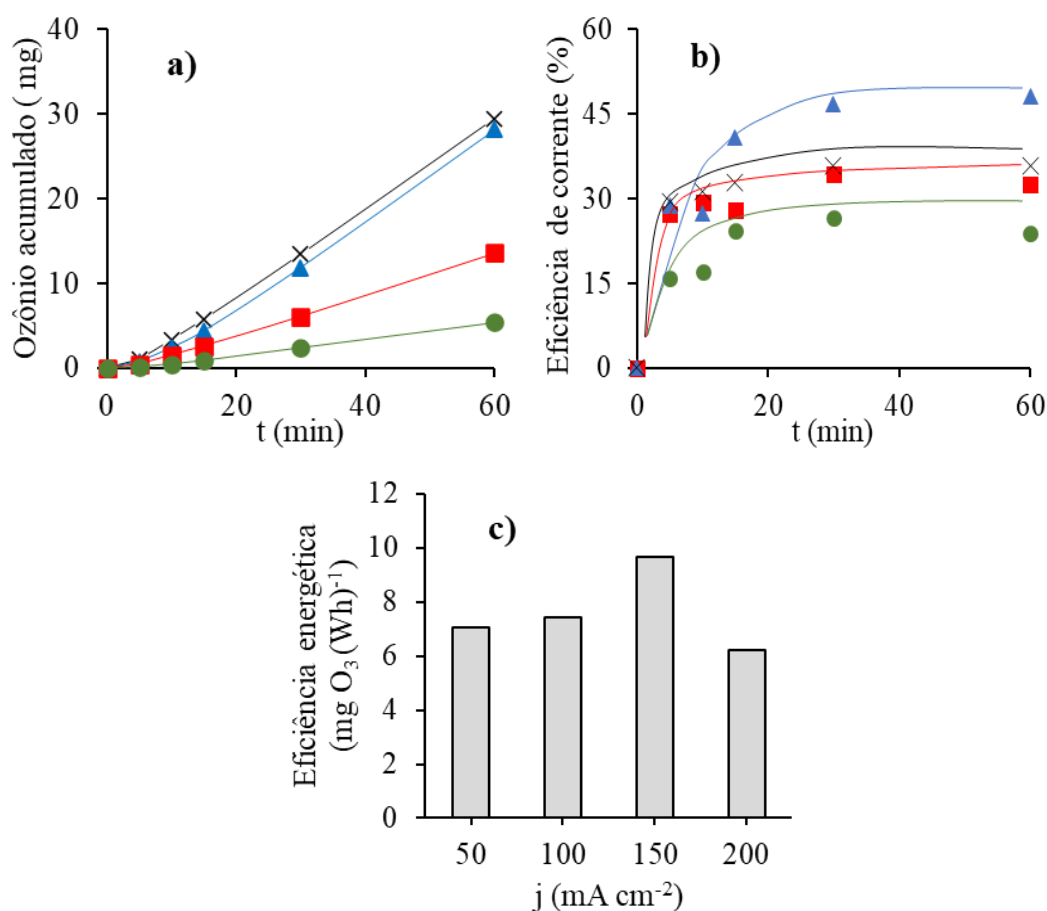 a)
Ozônio acumulado ( mg)
40
30
20
10
0
0 20 40 60
t (min)
b)
Eficiência de corrente (%)
60
45
30
15
0
0 20 40 60
t (min)
c)
Eficiência energética
(mg O₃ (Wh)⁻¹
12
10
8
6
4
2
0
50 100 150 200
j (mA cm⁻²)